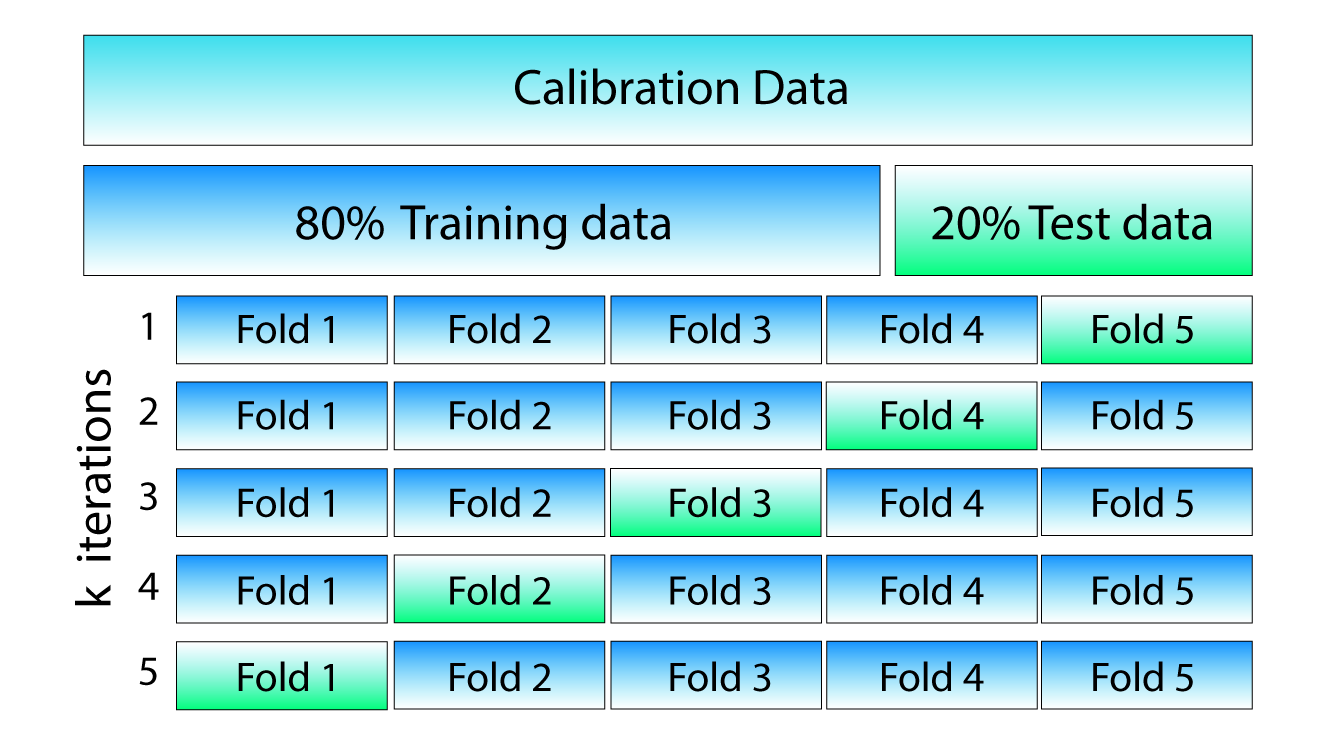 Calibration Data
80% Training data 20% Test data
k iterations
1 Fold 1 Fold 2 Fold 3 Fold 4 Fold 5
2 Fold 1 Fold 2 Fold 3 Fold 4 Fold 5
3 Fold 1 Fold 2 Fold 3 Fold 4 Fold 5
4 Fold 1 Fold 2 Fold 3 Fold 4 Fold 5
5 Fold 1 Fold 2 Fold 3 Fold 4 Fold 5